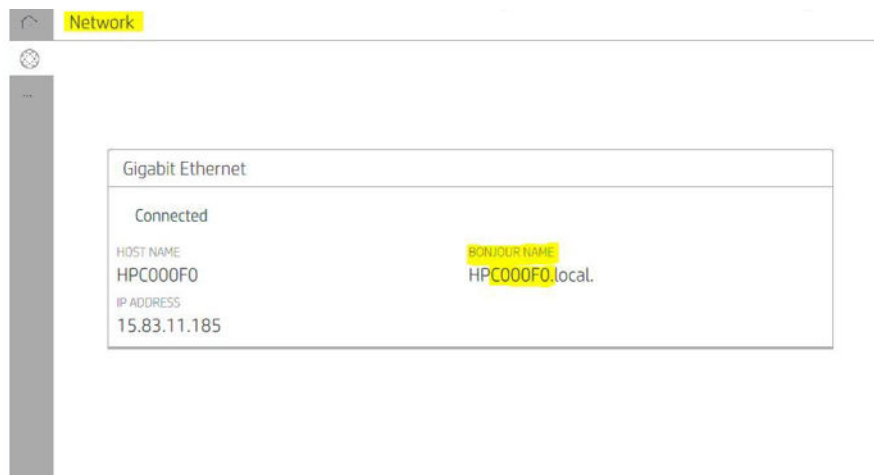 Network
Gigabit Ethernet
Connected
HOST NAME
HPC000F0
BONJOUR NAME
HPC000F0.local.
IP ADDRESS
15.83.11.185
...